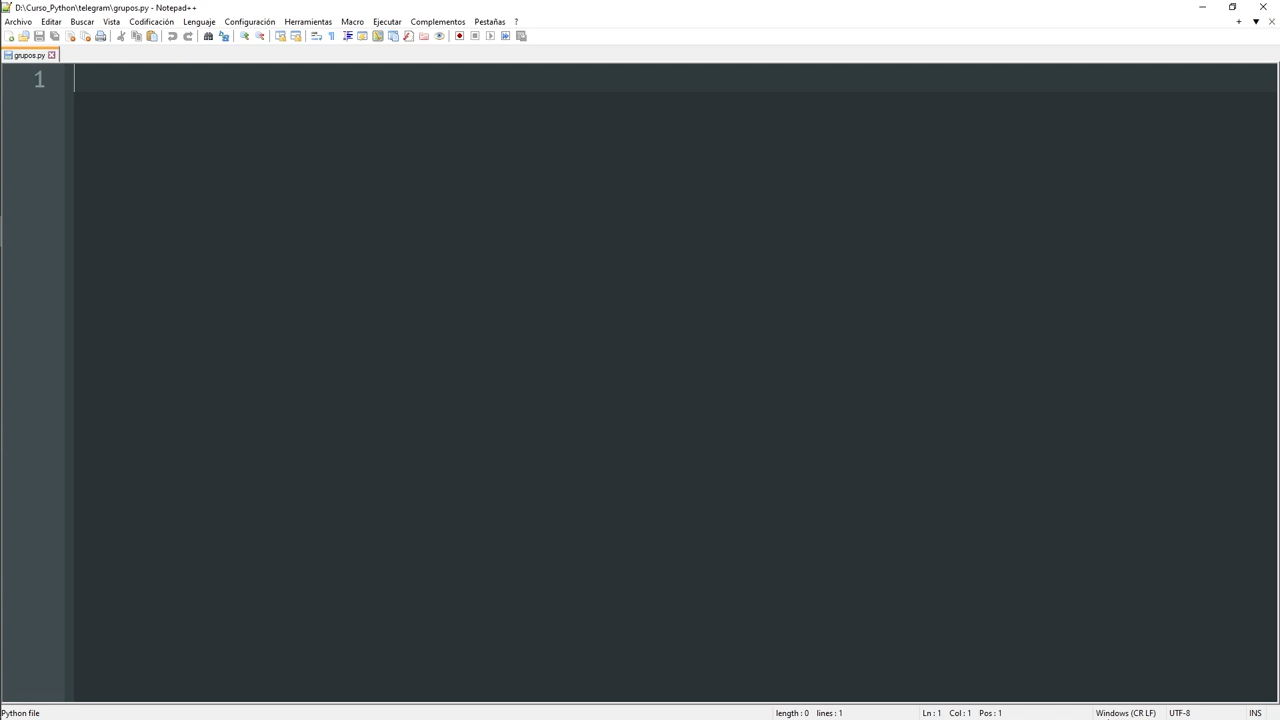 D:\Curso_Python\telegram\grupos.py - Notepad++
Archivo Editar Buscar Vista Codificación Lenguaje Configuración Herramientas Macro Ejecutar Complementos Pestañas ?
grupos.py
1
Python file length : 0 lines : 1 Ln : 1 Col : 1 Pos : 1 Windows (CR LF) UTF-8 INS